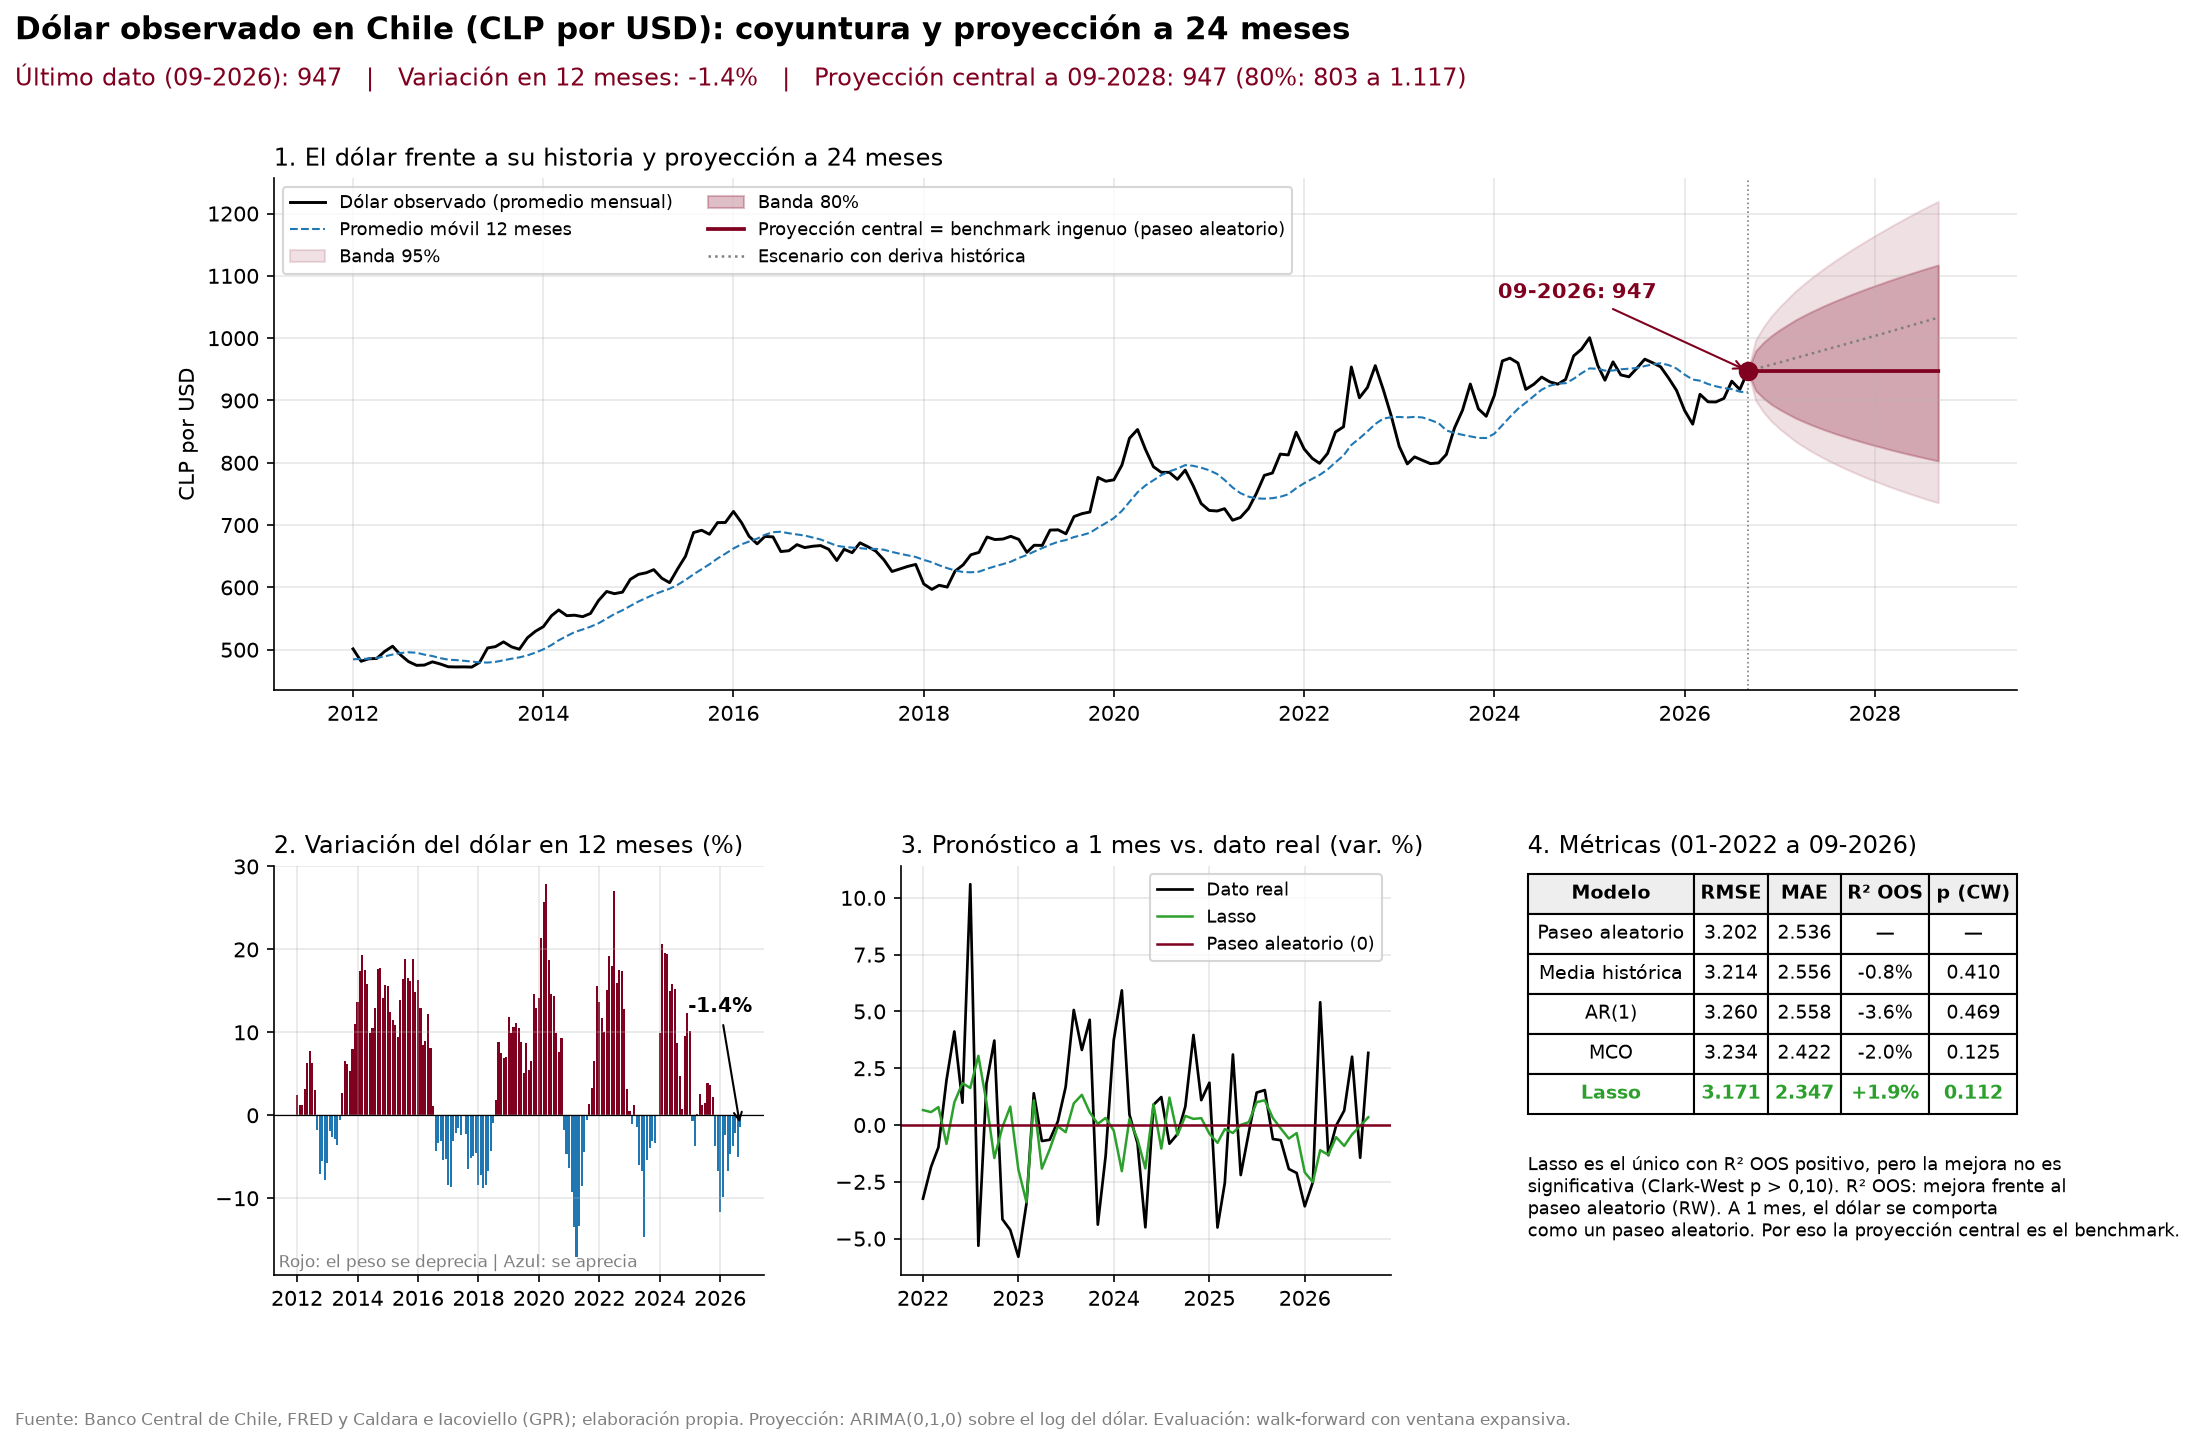 Dólar observado en Chile (CLP por USD): coyuntura y proyección a 24 meses
Último dato (09-2026): 947 | Variación en 12 meses: -1.4% | Proyección central a 09-2028: 947 (80%: 803 a 1.117)
1. El dólar frente a su historia y proyección a 24 meses
Dólar observado (promedio mensual)
Promedio móvil 12 meses
Banda 95%
Banda 80%
Proyección central = benchmark ingenuo (paseo aleatorio)
Escenario con deriva histórica
09-2026: 947
CLP por USD
1200
1100
1000
900
800
700
600
500
2012 2014 2016 2018 2020 2022 2024 2026 2028
2. Variación del dólar en 12 meses (%)
30
20
10
0
−10
-1.4%
Rojo: el peso se deprecia | Azul: se aprecia
2012 2014 2016 2018 2020 2022 2024 2026
3. Pronóstico a 1 mes vs. dato real (var. %)
Dato real
Lasso
Paseo aleatorio (0)
10.0
7.5
5.0
2.5
0.0
−2.5
−5.0
2022 2023 2024 2025 2026
4. Métricas (01-2022 a 09-2026)
Modelo RMSE MAE R² OOS p (CW)
Paseo aleatorio 3.202 2.536 — —
Media histórica 3.214 2.556 -0.8% 0.410
AR(1) 3.260 2.558 -3.6% 0.469
MCO 3.234 2.422 -2.0% 0.125
Lasso 3.171 2.347 +1.9% 0.112
Lasso es el único con R² OOS positivo, pero la mejora no es
significativa (Clark-West p > 0,10). R² OOS: mejora frente al
paseo aleatorio (RW). A 1 mes, el dólar se comporta
como un paseo aleatorio. Por eso la proyección central es el benchmark.
Fuente: Banco Central de Chile, FRED y Caldara e Iacoviello (GPR); elaboración propia. Proyección: ARIMA(0,1,0) sobre el log del dólar. Evaluación: walk-forward con ventana expansiva.